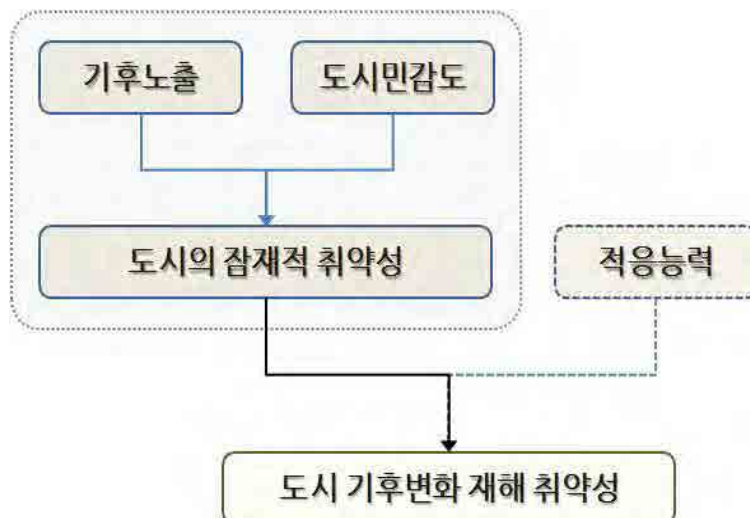 기후노출
도시민감도
도시의 잠재적 취약성
적응능력
도시 기후변화 재해 취약성